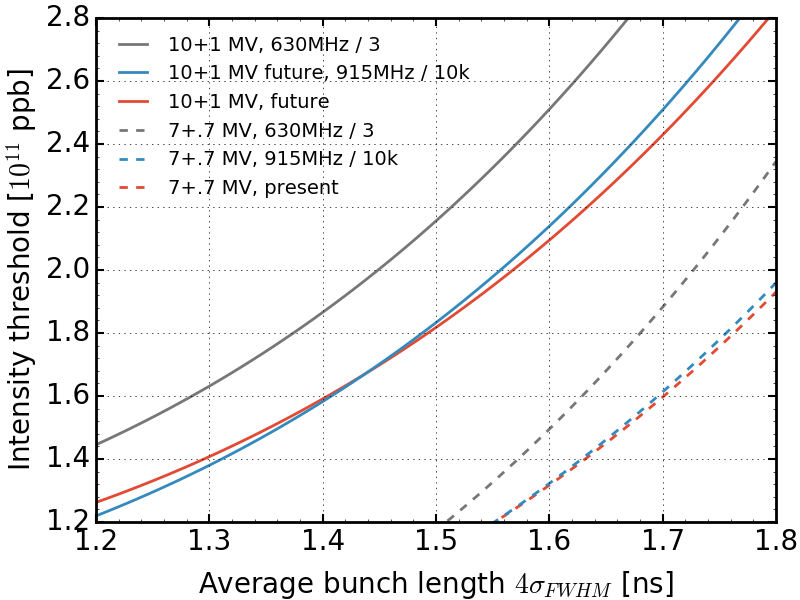 2.8
2.6
2.4
2.2
2.0
1.8
1.6
1.4
1.2
Intensity threshold [10^11 ppb]
10+1 MV, 630MHz / 3
10+1 MV future, 915MHz / 10k
10+1 MV, future
7+.7 MV, 630MHz / 3
7+.7 MV, 915MHz / 10k
7+.7 MV, present
1.2 1.3 1.4 1.5 1.6 1.7 1.8
Average bunch length 4σ_FWHM [ns]